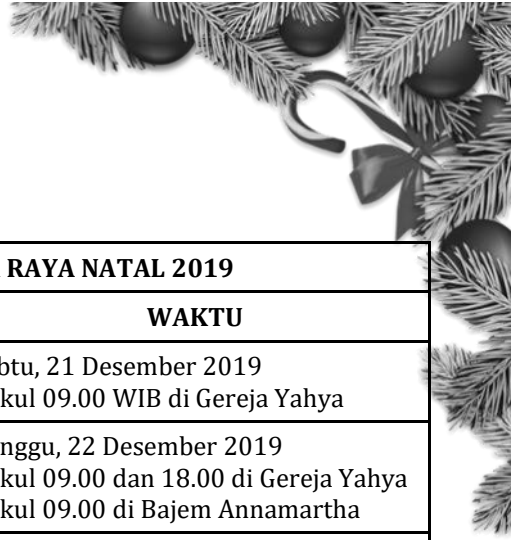 RAYA NATAL 2019
WAKTU
btu, 21 Desember 2019
kul 09.00 WIB di Gereja Yahya
nggu, 22 Desember 2019
kul 09.00 dan 18.00 di Gereja Yahya
kul 09.00 di Bajem Annamartha